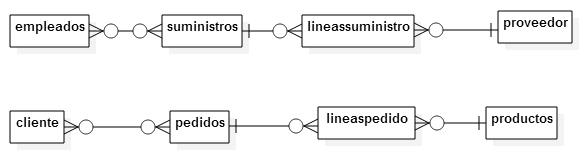 empleados
suministros
lineassuministro
proveedor
cliente
pedidos
lineaspedido
productos